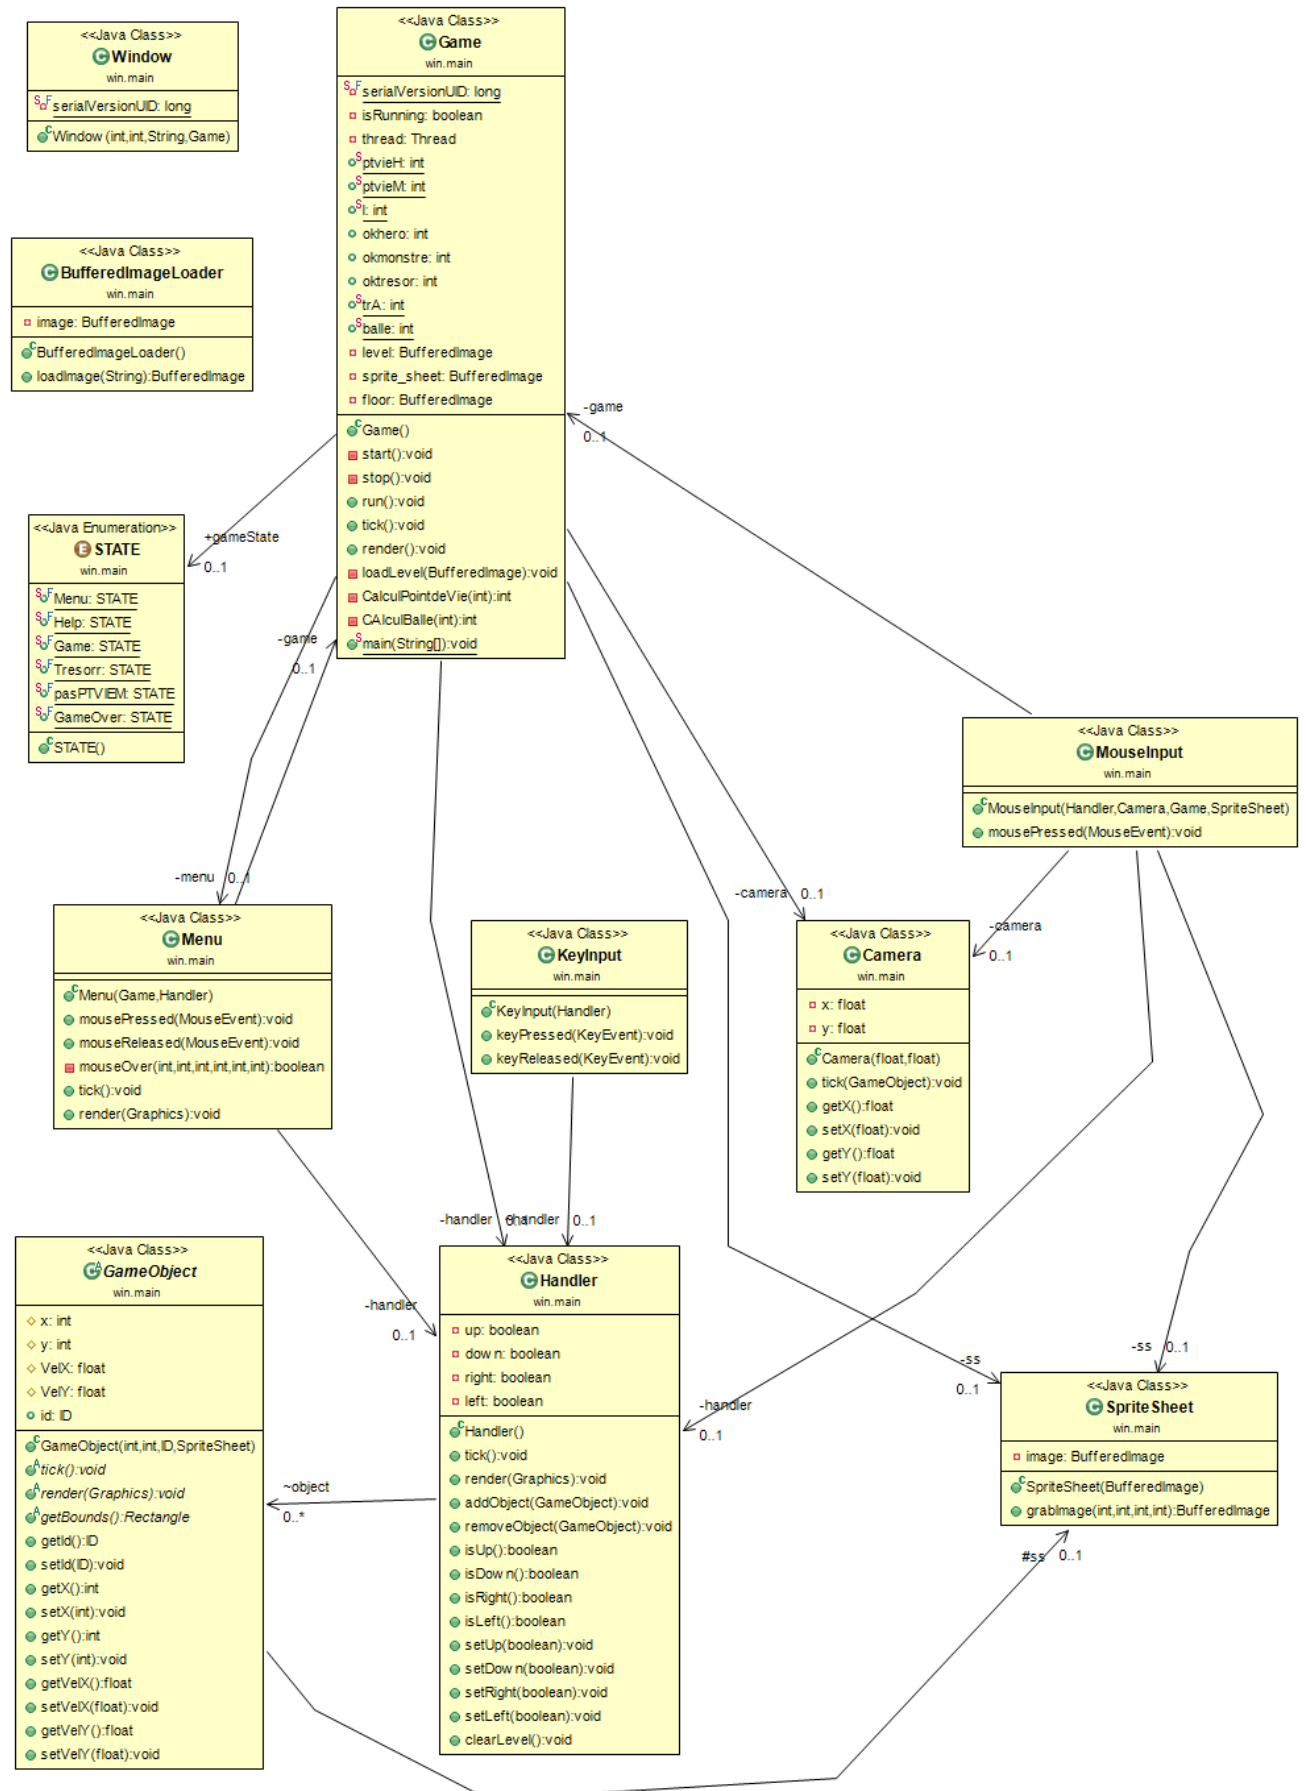 <<Java Class>>
Window
win.main
serialVersionUID: long
Window(int,int,String,Game)
<<Java Class>>
BufferedImageLoader
win.main
image: BufferedImage
BufferedImageLoader()
loadImage(String):BufferedImage
<<Java Class>>
Game
win.main
serialVersionUID: long
isRunning: boolean
thread: Thread
ptvieH: int
ptvieM: int
l: int
okhero: int
okmonstre: int
oktresor: int
trA: int
balle: int
level: BufferedImage
sprite_sheet: BufferedImage
floor: BufferedImage
Game()
start():void
stop():void
run():void
tick():void
render():void
loadLevel(BufferedImage):void
CalculPointdeVie(int):int
CAlculBalle(int):int
main(String[]):void
-game
0..1
+gameState
0..1
<<Java Enumeration>>
STATE
win.main
Menu: STATE
Help: STATE
Game: STATE
Tresorr: STATE
pasPTVIEM: STATE
GameOver: STATE
STATE()
-game
0..1
<<Java Class>>
MouseInput
win.main
MouseInput(Handler,Camera,Game,SpriteSheet)
mousePressed(MouseEvent):void
-menu
0..1
<<Java Class>>
Menu
win.main
Menu(Game,Handler)
mousePressed(MouseEvent):void
mouseReleased(MouseEvent):void
mouseOver(int,int,int,int,int,int):boolean
tick():void
render(Graphics):void
<<Java Class>>
KeyInput
win.main
KeyInput(Handler)
keyPressed(KeyEvent):void
keyReleased(KeyEvent):void
-camera
0..1
-camera
0..1
<<Java Class>>
Camera
win.main
x: float
y: float
Camera(float,float)
tick(GameObject):void
getX():float
setX(float):void
getY():float
setY(float):void
-handler
0..1
~handler
0..1
-handler
0..1
<<Java Class>>
GameObject
win.main
x: int
y: int
VelX: float
VelY: float
id: ID
GameObject(int,int,ID,SpriteSheet)
tick():void
render(Graphics):void
getBounds():Rectangle
getId():ID
setId(ID):void
getX():int
setX(int):void
getY():int
setY(int):void
getVelX():float
setVelX(float):void
getVelY():float
setVelY(float):void
~object
0..*
<<Java Class>>
Handler
win.main
up: boolean
down: boolean
right: boolean
left: boolean
Handler()
tick():void
render(Graphics):void
addObject(GameObject):void
removeObject(GameObject):void
isUp():boolean
isDown():boolean
isRight():boolean
isLeft():boolean
setUp(boolean):void
setDown(boolean):void
setRight(boolean):void
setLeft(boolean):void
clearLevel():void
-handler
0..1
-ss
0..1
-ss
0..1
<<Java Class>>
SpriteSheet
win.main
image: BufferedImage
SpriteSheet(BufferedImage)
grabImage(int,int,int,int):BufferedImage
#ss
0..1